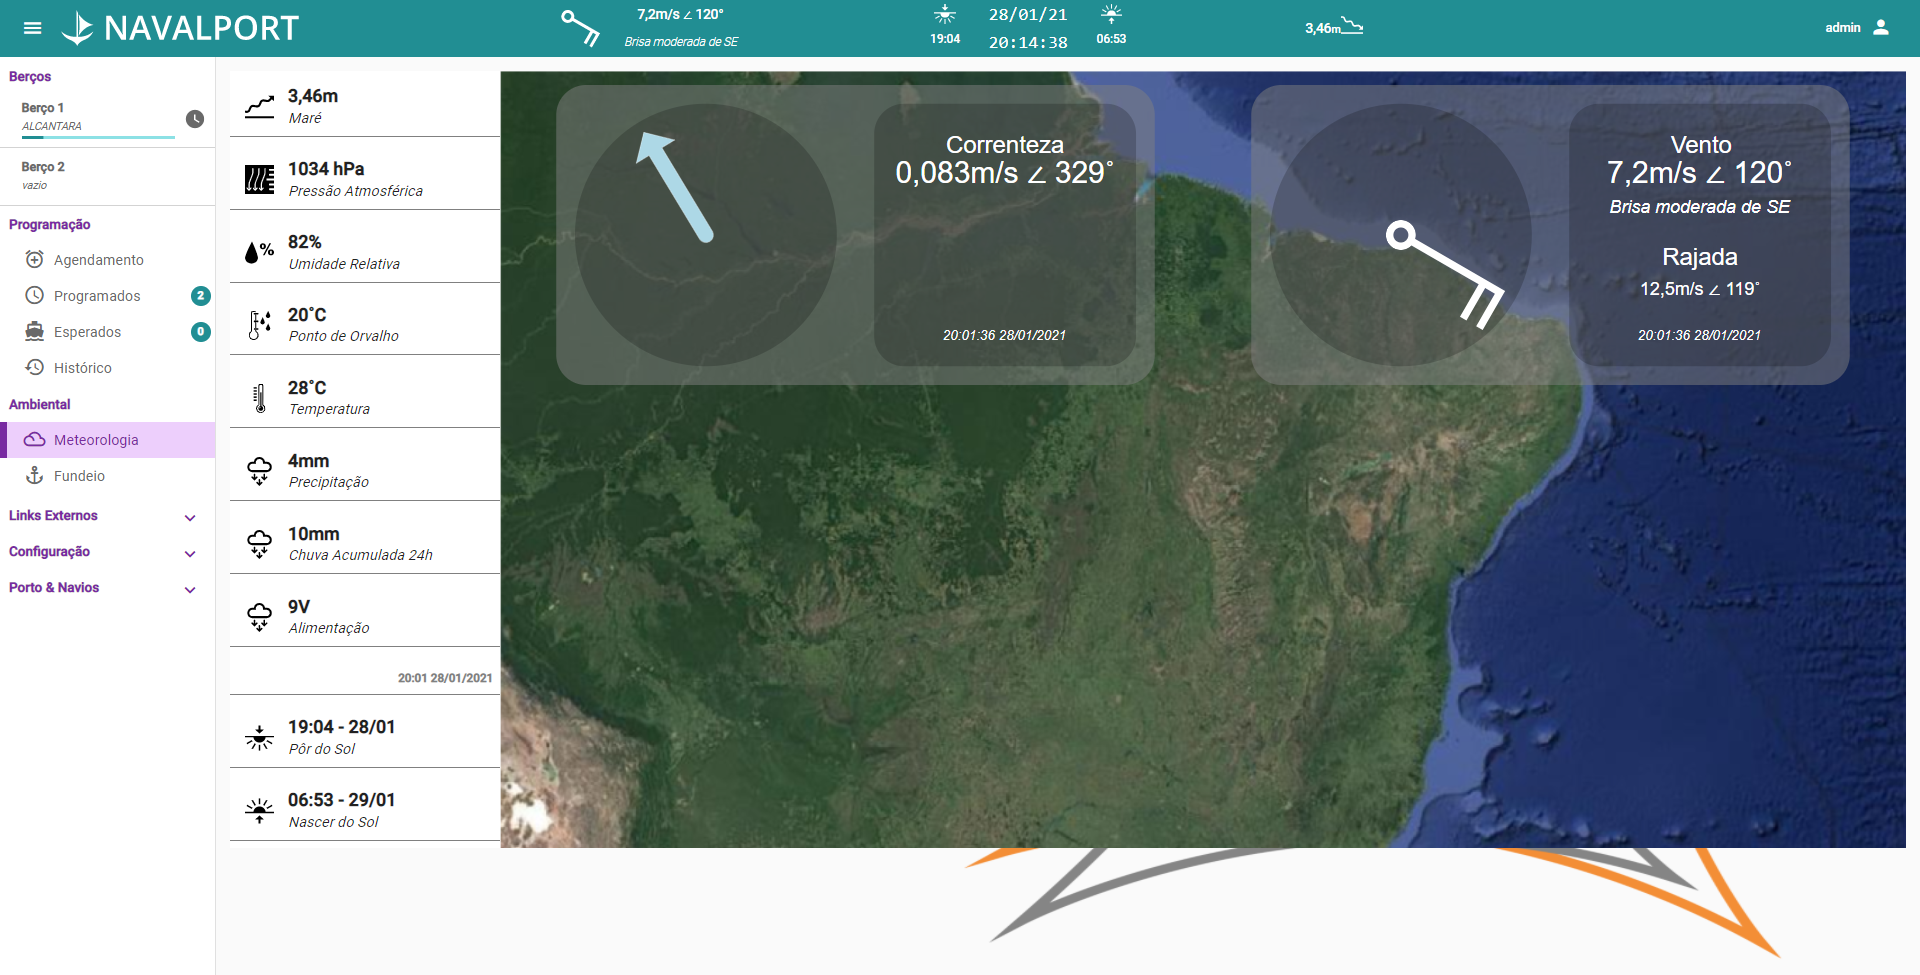 NAVALPORT
7,2m/s ∠ 120°
Brisa moderada de SE
19:04
28/01/21
20:14:38
06:53
3,46m
admin
Berços
Berço 1
ALCANTARA
Berço 2
vazio
Programação
Agendamento
Programados
2
Esperados
0
Histórico
Ambiental
Meteorologia
Fundeio
Links Externos
Configuração
Porto & Navios
3,46m
Maré
1034 hPa
Pressão Atmosférica
%
82%
Umidade Relativa
20°C
Ponto de Orvalho
28°C
Temperatura
4mm
Precipitação
10mm
Chuva Acumulada 24h
9V
Alimentação
20:01 28/01/2021
19:04 - 28/01
Pôr do Sol
06:53 - 29/01
Nascer do Sol
Correnteza
0,083m/s ∠ 329°
20:01:36 28/01/2021
Vento
7,2m/s ∠ 120°
Brisa moderada de SE
Rajada
12,5m/s ∠ 119°
20:01:36 28/01/2021